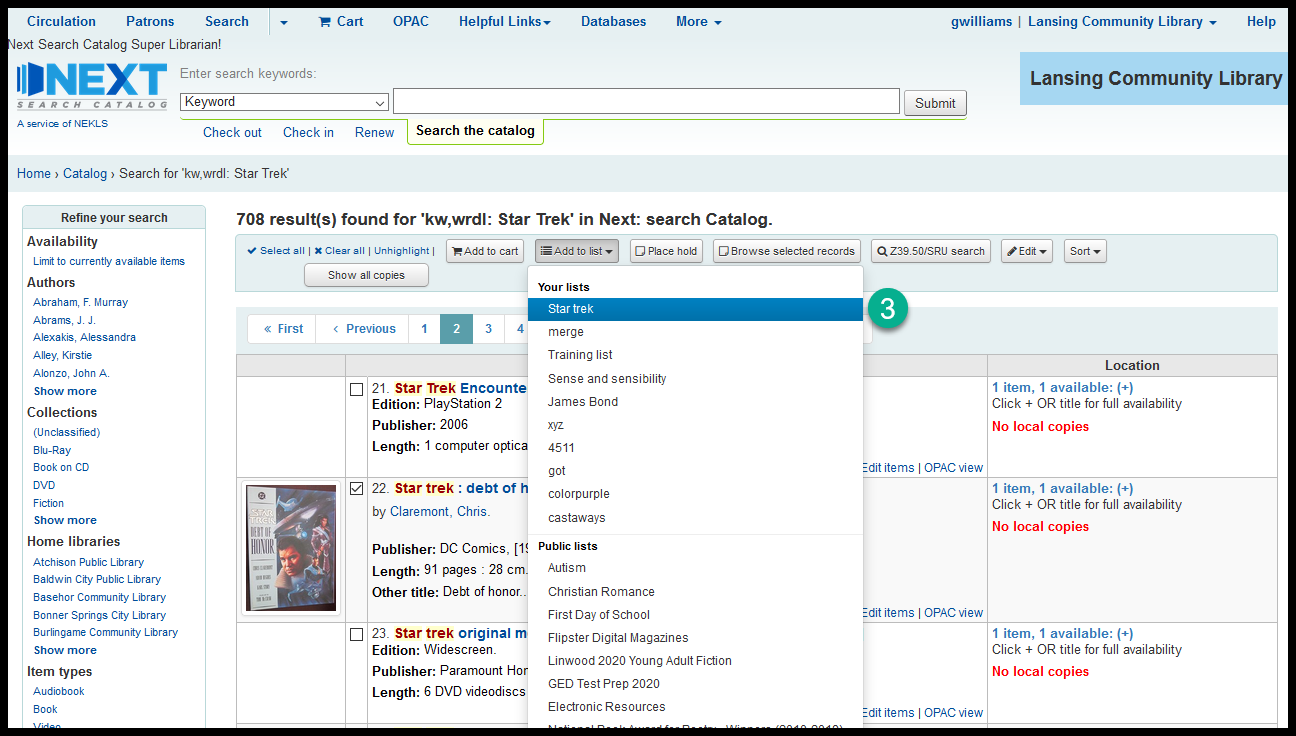 Circulation Patrons Search Cart OPAC Helpful Links Databases More gwilliams | Lansing Community Library Help
Next Search Catalog Super Librarian!
NEXT
SEARCH CATALOG
A service of NEKLS
Enter search keywords:
Keyword Submit
Check out Check in Renew Search the catalog
Lansing Community Library
Home › Catalog › Search for 'kw,wrdl: Star Trek'
Refine your search
Availability
Limit to currently available items
Authors
Abraham, F. Murray
Abrams, J. J.
Alexakis, Alessandra
Alley, Kirstie
Alonzo, John A.
Show more
Collections
(Unclassified)
Blu-Ray
Book on CD
DVD
Fiction
Show more
Home libraries
Atchison Public Library
Baldwin City Public Library
Basehor Community Library
Bonner Springs City Library
Burlingame Community Library
Show more
Item types
Audiobook
Book
Video
708 result(s) found for 'kw,wrdl: Star Trek' in Next: search Catalog.
Select all | Clear all | Unhighlight | Add to cart Add to list Place hold Browse selected records Z39.50/SRU search Edit Sort
Show all copies
« First ‹ Previous 1 2 3 4
Your lists
Star trek
3
merge
Training list
Sense and sensibility
James Bond
xyz
4511
got
colorpurple
castaways
Public lists
Autism
Christian Romance
First Day of School
Flipster Digital Magazines
Linwood 2020 Young Adult Fiction
GED Test Prep 2020
Electronic Resources
Location
21. Star Trek Encounte
Edition: PlayStation 2
Publisher: 2006
Length: 1 computer optica
Edit items | OPAC view
1 item, 1 available: (+)
Click + OR title for full availability
No local copies
STAR TREK
DEBT OF HONOR
22. Star trek : debt of h
by Claremont, Chris.
Publisher: DC Comics, [19
Length: 91 pages : 28 cm.
Other title: Debt of honor..
Edit items | OPAC view
1 item, 1 available: (+)
Click + OR title for full availability
No local copies
23. Star trek original m
Edition: Widescreen.
Publisher: Paramount Hor
Length: 6 DVD videodiscs
Edit items | OPAC view
1 item, 1 available: (+)
Click + OR title for full availability
No local copies